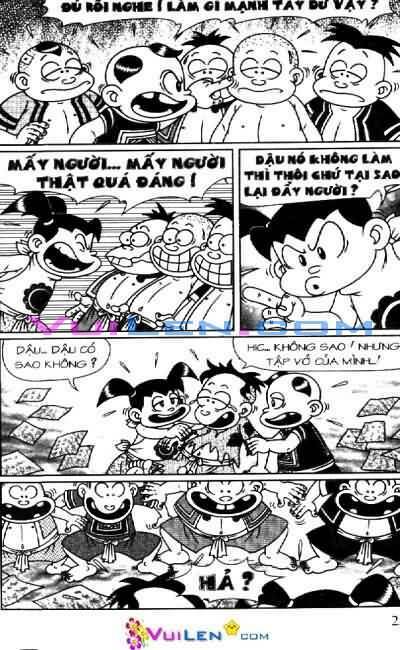 ĐỦ RỒI NGHE ! LÀM GÌ MẠNH TAY DỮ VẬY ?
MẤY NGƯỜI... MẤY NGƯỜI
THẬT QUÁ ĐÁNG !
DẬU NÓ KHÔNG LÀM
THÌ THÔI CHỨ TẠI SAO
LẠI ĐẨY NGƯỜI ?
VUILEN.COM
DẬU... DẬU CÓ
SAO KHÔNG ?
HIC... KHÔNG SAO ! NHƯNG
TẬP VỞ CỦA MÌNH...!
HẢ ?
2
VUILEN.COM